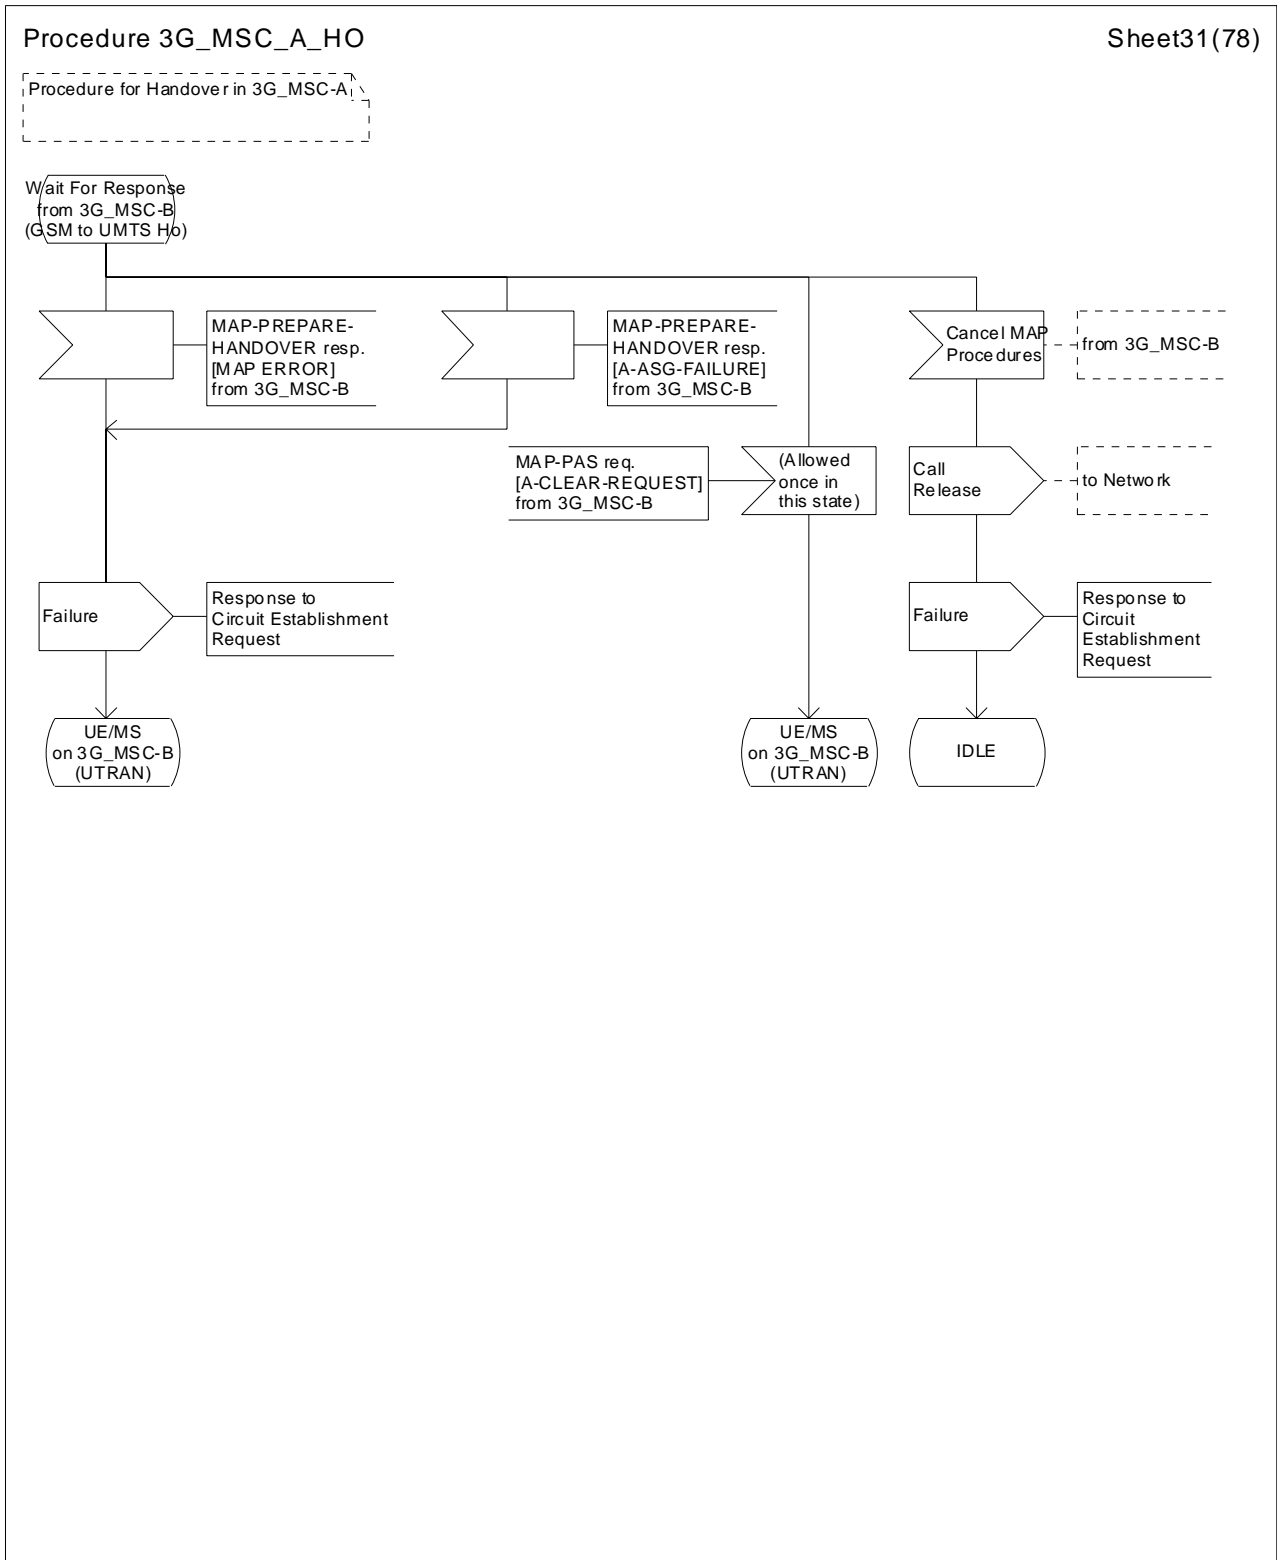 Procedure 3G_MSC_A_HO
Sheet31(78)
Procedure for Handover in 3G_MSC-A
Wait For Response
from 3G_MSC-B
(GSM to UMTS Ho)
MAP-PREPARE-
HANDOVER resp.
[MAP ERROR]
from 3G_MSC-B
MAP-PREPARE-
HANDOVER resp.
[A-ASG-FAILURE]
from 3G_MSC-B
Cancel MAP
Procedures
from 3G_MSC-B
MAP-PAS req.
[A-CLEAR-REQUEST]
from 3G_MSC-B
(Allowed
once in
this state)
Call
Release
to Network
Failure
Response to
Circuit Establishment
Request
Failure
Response to
Circuit
Establishment
Request
UE/MS
on 3G_MSC-B
(UTRAN)
UE/MS
on 3G_MSC-B
(UTRAN)
IDLE